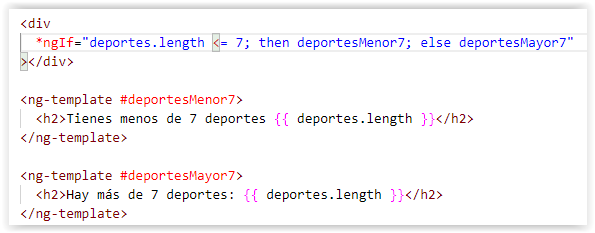 <div
*ngIf="deportes.length <= 7; then deportesMenor7; else deportesMayor7"
></div>
<ng-template #deportesMenor7>
<h2>Tienes menos de 7 deportes {{ deportes.length }}</h2>
</ng-template>
<ng-template #deportesMayor7>
<h2>Hay más de 7 deportes: {{ deportes.length }}</h2>
</ng-template>